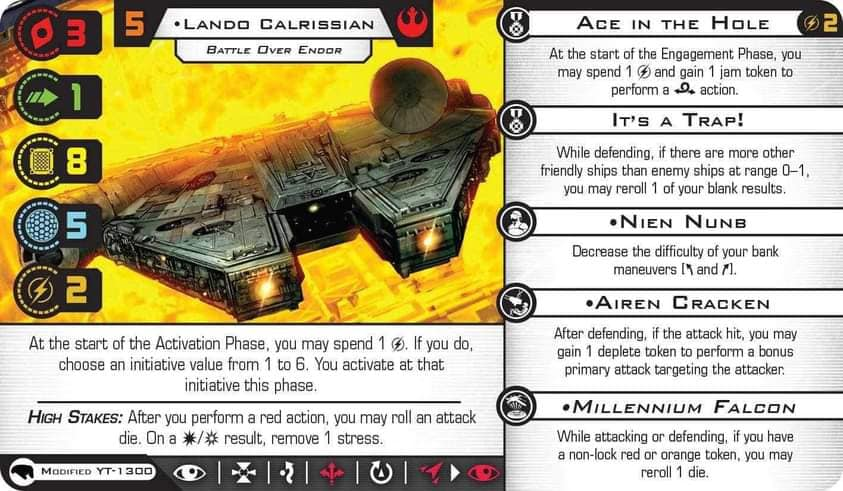 3
5
•Lando Calrissian
Battle Over Endor
1
8
5
2
At the start of the Activation Phase, you may spend 1 . If you do,
choose an initiative value from 1 to 6. You activate at that
initiative this phase.
High Stakes: After you perform a red action, you may roll an attack
die. On a / result, remove 1 stress.
Modified YT-1300
Ace in the Hole
2
At the start of the Engagement Phase, you
may spend 1 and gain 1 jam token to
perform a action.
It's a Trap!
While defending, if there are more other
friendly ships than enemy ships at range 0–1,
you may reroll 1 of your blank results.
•Nien Nunb
Decrease the difficulty of your bank
maneuvers [ and ].
•Airen Cracken
After defending, if the attack hit, you may
gain 1 deplete token to perform a bonus
primary attack targeting the attacker.
•Millennium Falcon
While attacking or defending, if you have
a non-lock red or orange token, you may
reroll 1 die.